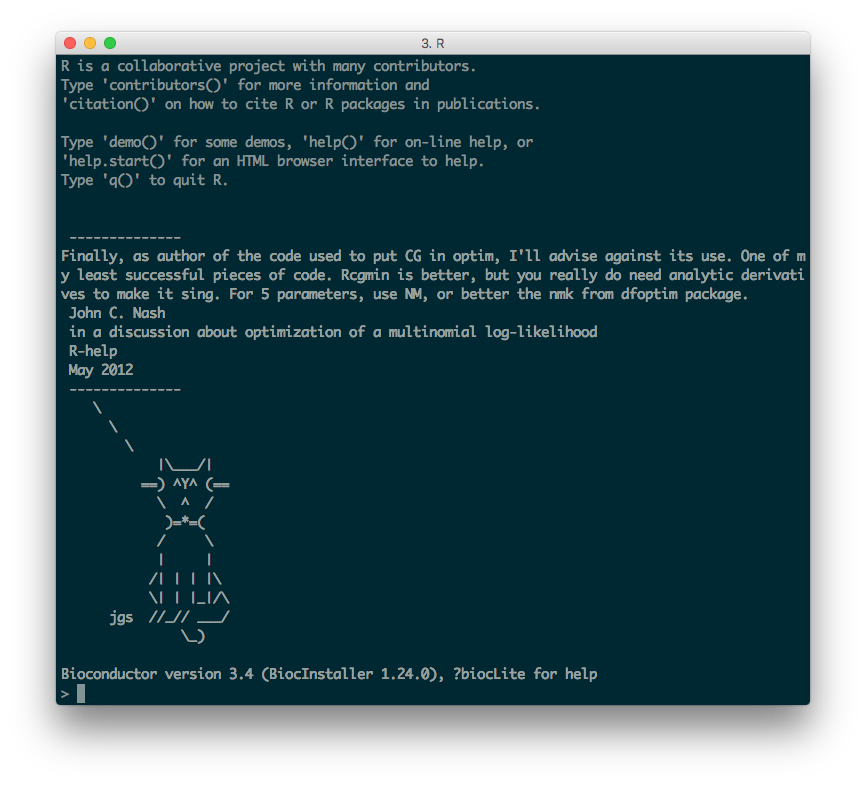 3. R
R is a collaborative project with many contributors.
Type 'contributors()' for more information and
'citation()' on how to cite R or R packages in publications.
Type 'demo()' for some demos, 'help()' for on-line help, or
'help.start()' for an HTML browser interface to help.
Type 'q()' to quit R.
--------------
Finally, as author of the code used to put CG in optim, I'll advise against its use. One of m
y least successful pieces of code. Rcgmin is better, but you really do need analytic derivati
ves to make it sing. For 5 parameters, use NM, or better the nmk from dfoptim package.
John C. Nash
in a discussion about optimization of a multinomial log-likelihood
R-help
May 2012
--------------
    \
      \
        \
            |\___/|
          ==) ^Y^ (==
            \  ^  /
             )=*=(
            /     \
            |     |
           /| | | |\
           \| | |_|/\
      jgs  //_// ___/
               \_)
Bioconductor version 3.4 (BiocInstaller 1.24.0), ?biocLite for help
>